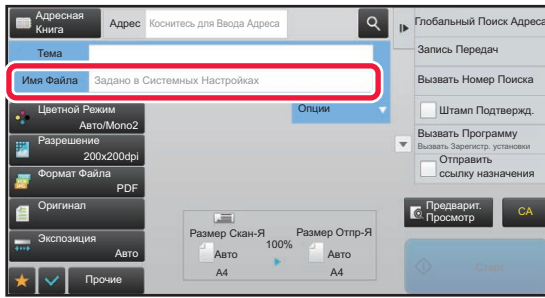 Адресная
Книга
Адрес
Коснитесь для Ввода Адреса
Тема
Имя Файла
Задано в Системных Настройках
Цветной Режим
Авто/Mono2
Разрешение
200x200dpi
Формат Файла
PDF
Оригинал
Экспозиция
Авто
Прочие
Опции
Размер Скан-Я
100%
Размер Отпр-Я
Авто
A4
Авто
A4
Глобальный Поиск Адреса
Запись Передач
Вызвать Номер Поиска
Штамп Подтвержд.
Вызвать Программу
Вызвать Зарегистр. установки
Отправить
ссылку назначения
Предварит.
Просмотр
CA
Старт